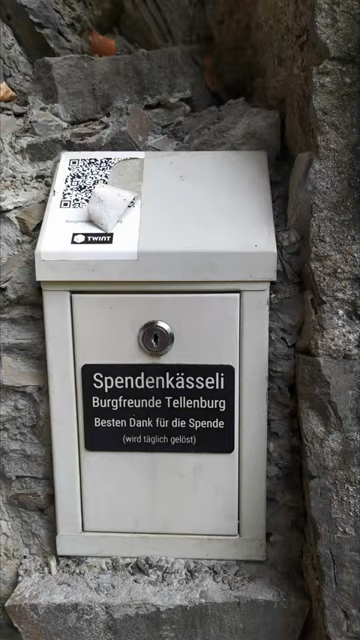 TWINT
Spendenkässeli
Burgfreunde Tellenburg
Besten Dank für die Spende
(wird täglich gelöst)